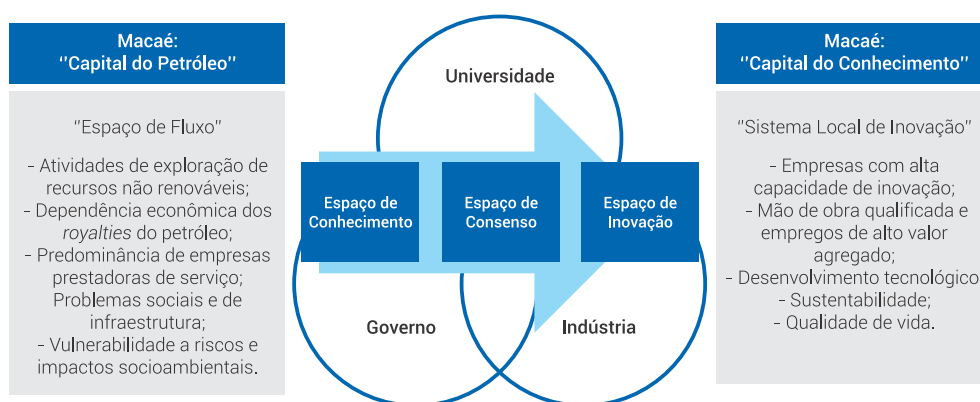 Macaé:
"Capital do Petróleo"
"Espaço de Fluxo"
- Atividades de exploração de
recursos não renováveis;
- Dependência econômica dos
royalties do petróleo;
- Predominância de empresas
prestadoras de serviço;
Problemas sociais e de
infraestrutura;
- Vulnerabilidade a riscos e
impactos socioambientais.
Universidade
Espaço de
Conhecimento
Espaço de
Consenso
Espaço de
Inovação
Governo
Indústria
Macaé:
"Capital do Conhecimento"
"Sistema Local de Inovação"
- Empresas com alta
capacidade de inovação;
- Mão de obra qualificada e
empregos de alto valor
agregado;
- Desenvolvimento tecnológico
- Sustentabilidade;
- Qualidade de vida.